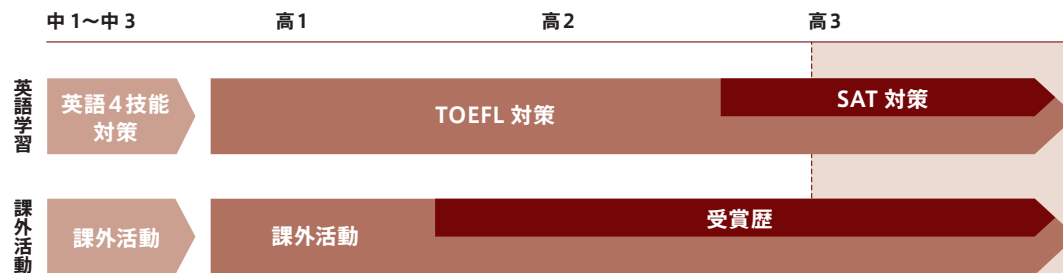 中1〜中3 高1 高2 高3
英語学習
英語4技能
対策
TOEFL 対策
SAT 対策
課外活動
課外活動
課外活動
受賞歴